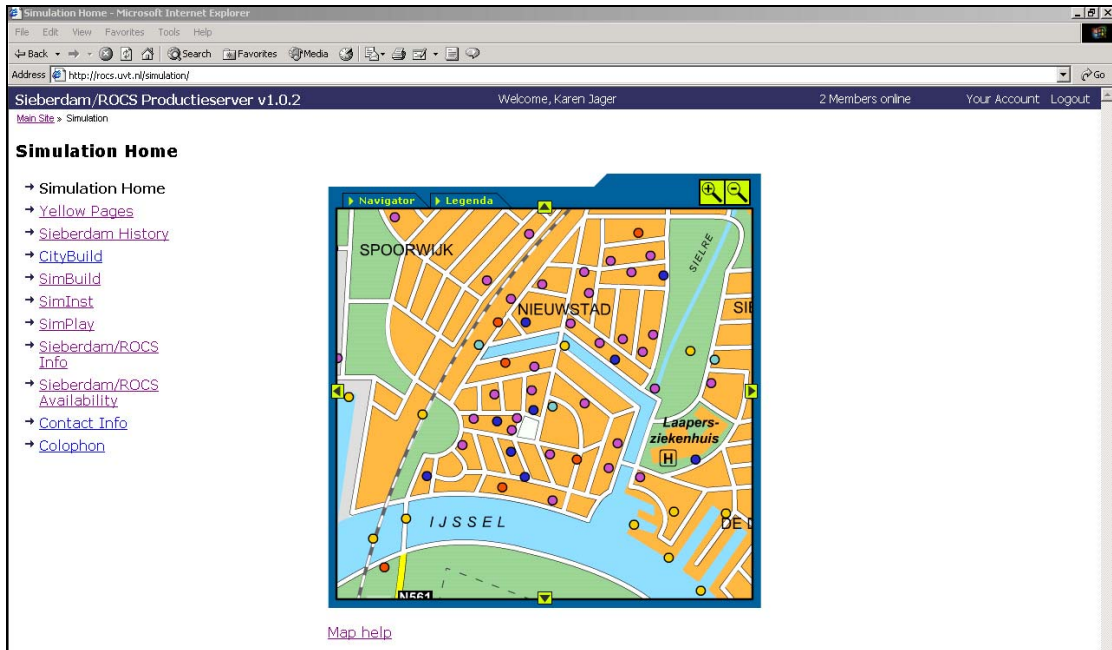 Simulation Home - Microsoft Internet Explorer
File Edit View Favorites Tools Help
Back Search Favorites Media
Address http://rocs.uvt.nl/simulation/ Go
Sieberdam/ROCS Productieserver v1.0.2 Welcome, Karen Jager 2 Members online Your Account Logout
Main Site » Simulation
Simulation Home
Simulation Home
Yellow Pages
Sieberdam History
CityBuild
SimBuild
SimInst
SimPlay
Sieberdam/ROCS
Info
Sieberdam/ROCS
Availability
Contact Info
Colophon
Navigator Legenda
SPOORWIJK
SIELRE
NIEUWSTAD
SIE
Laapers-
ziekenhuis
H
IJSSEL
DE D
N561
Map help